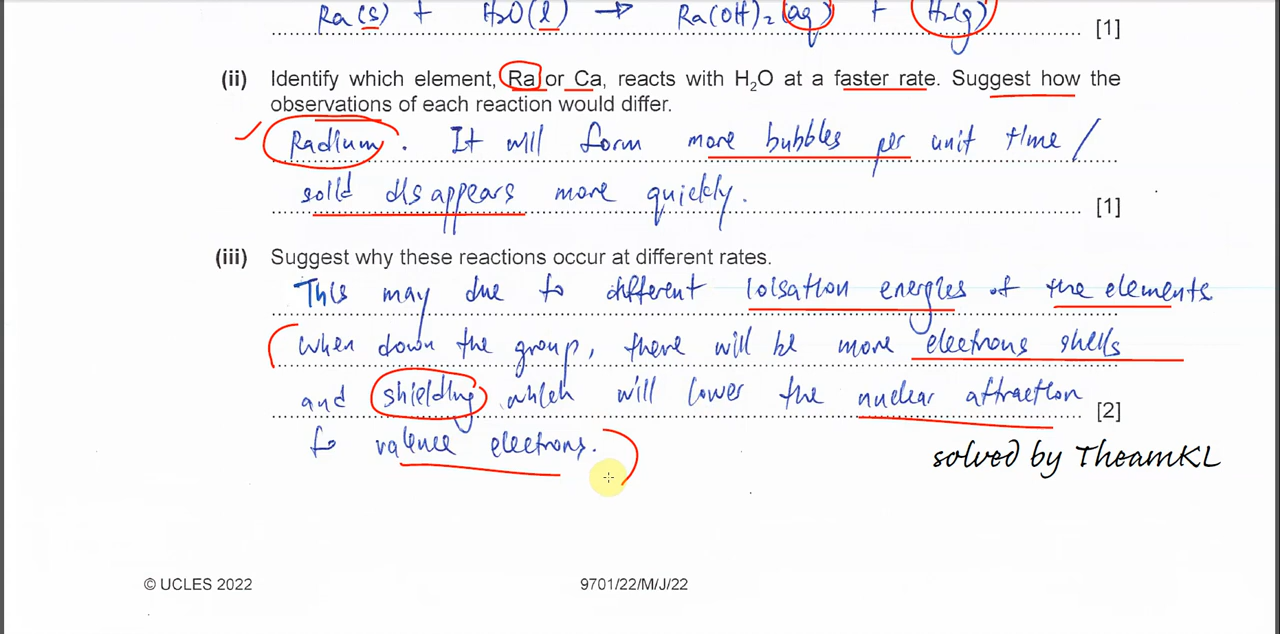 Ra(s) + H2O(l) → Ra(OH)2(aq) + H2(g) [1]
(ii) Identify which element, Ra or Ca, reacts with H2O at a faster rate. Suggest how the
observations of each reaction would differ.
Radium. It will form more bubbles per unit time /
solid disappears more quickly. [1]
(iii) Suggest why these reactions occur at different rates.
This may due to different ioisation energies of the elements
when down the group, there will be more electrons shells
and shielding which will lower the nuclear attraction [2]
to valence electrons.
solved by TheamKL
© UCLES 2022 9701/22/M/J/22